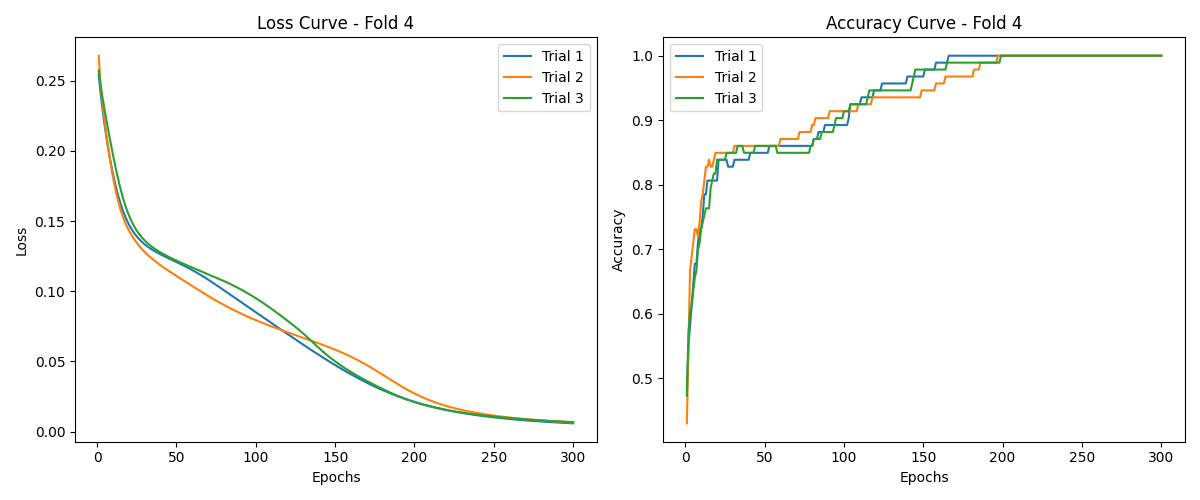 Loss Curve - Fold 4
Trial 1
Trial 2
Trial 3
0.25
0.20
0.15
0.10
0.05
0.00
Loss
0 50 100 150 200 250 300
Epochs
Accuracy Curve - Fold 4
Trial 1
Trial 2
Trial 3
1.0
0.9
0.8
0.7
0.6
0.5
Accuracy
0 50 100 150 200 250 300
Epochs